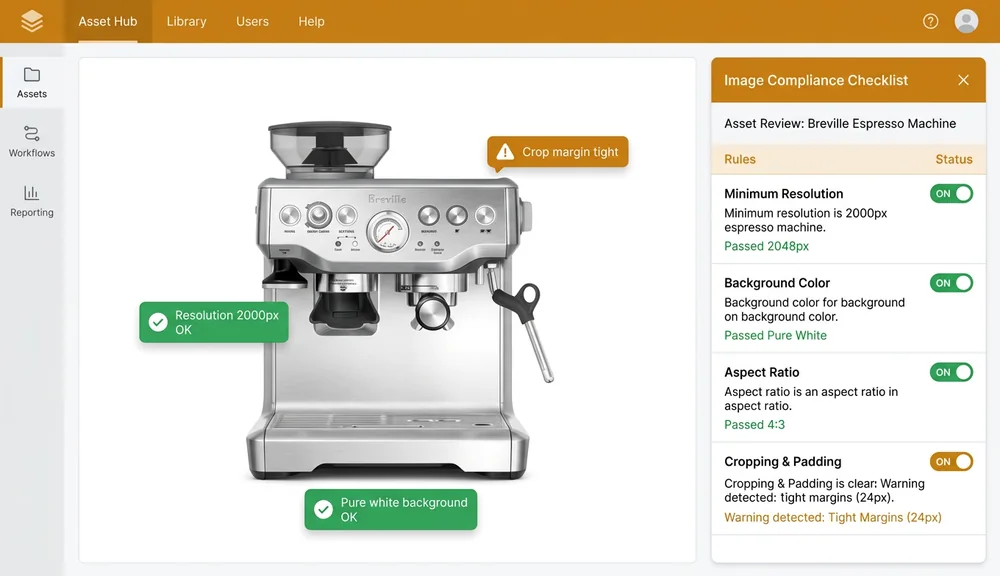 Asset Hub
Library
Users
Help
Assets
Workflows
Reporting
Breville
Crop margin tight
Resolution 2000px
OK
Pure white background
OK
Image Compliance Checklist
Asset Review: Breville Espresso Machine
Rules
Status
Minimum Resolution
ON
Minimum resolution is 2000px
espresso machine.
Passed 2048px
Background Color
ON
Background color for background
on background color.
Passed Pure White
Aspect Ratio
ON
Aspect ratio is an aspect ratio in
aspect ratio.
Passed 4:3
Cropping & Padding
ON
Cropping & Padding is clear: Warning
detected: tight margins (24px).
Warning detected: Tight Margins (24px)